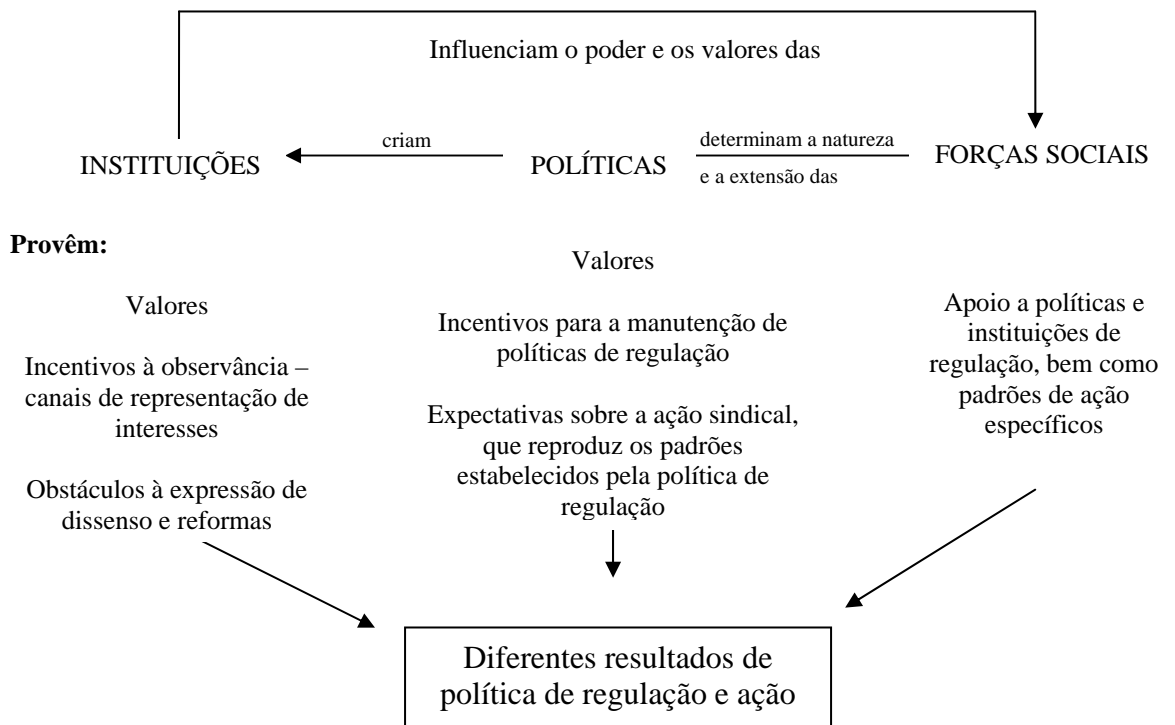 Influenciam o poder e os valores das
INSTITUIÇÕES
criam
POLÍTICAS
determinam a natureza
e a extensão das
FORÇAS SOCIAIS
Provêm:
Valores
Incentivos à observância –
canais de representação de
interesses
Obstáculos à expressão de
dissenso e reformas
Valores
Incentivos para a manutenção de
políticas de regulação
Expectativas sobre a ação sindical,
que reproduz os padrões
estabelecidos pela política de
regulação
Apoio a políticas e
instituições de
regulação, bem como
padrões de ação
específicos
Diferentes resultados de
política de regulação e ação